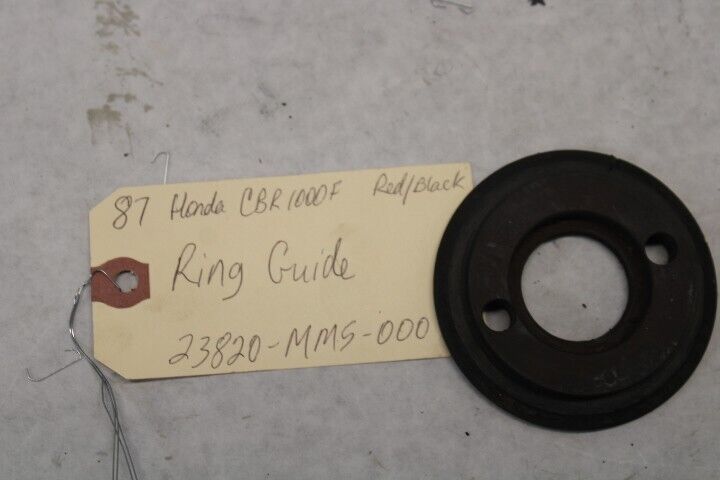 87 Honda CBR1000F Red/Black
Ring Guide
23820-MM5-000